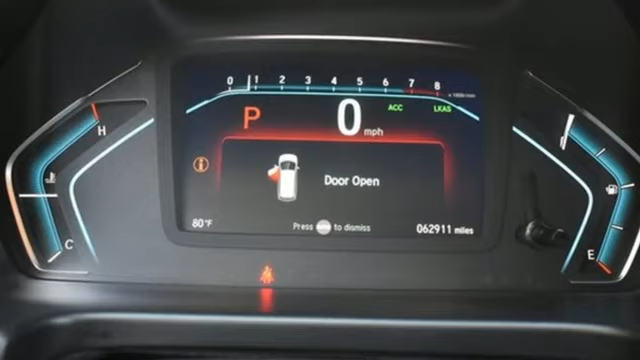 0 1 2 3 4 5 6 7 8
x 1000r/min
ACC LKAS
P 0 mph
H
C
Door Open
80°F
Press to dismiss
062911 miles
E